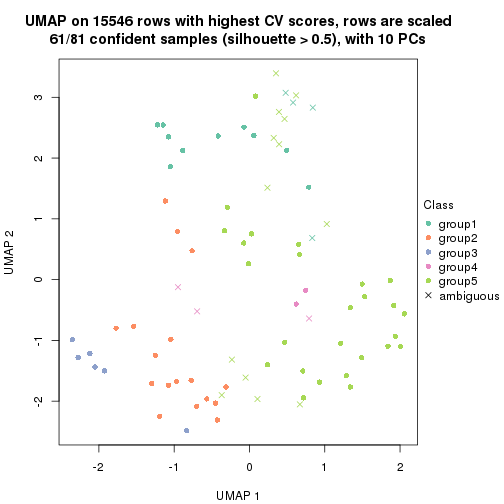 UMAP on 15546 rows with highest CV scores, rows are scaled
61/81 confident samples (silhouette > 0.5), with 10 PCs
3
2
1
0
-1
-2
UMAP 2
-2
-1
0
1
2
UMAP 1
Class
group1
group2
group3
group4
group5
ambiguous